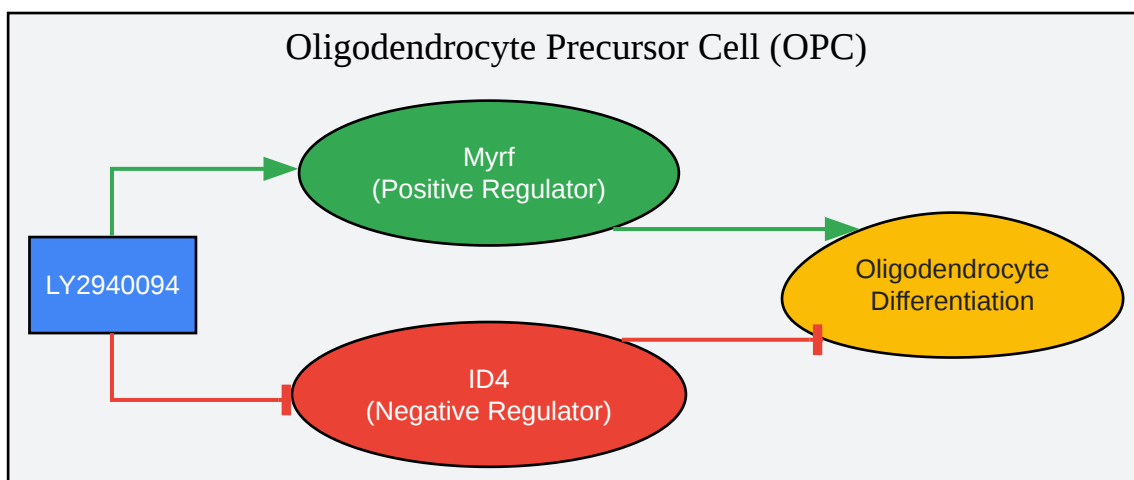 Oligodendrocyte Precursor Cell (OPC)
Myrf
(Positive Regulator)
LY2940094
Oligodendrocyte
Differentiation
ID4
(Negative Regulator)